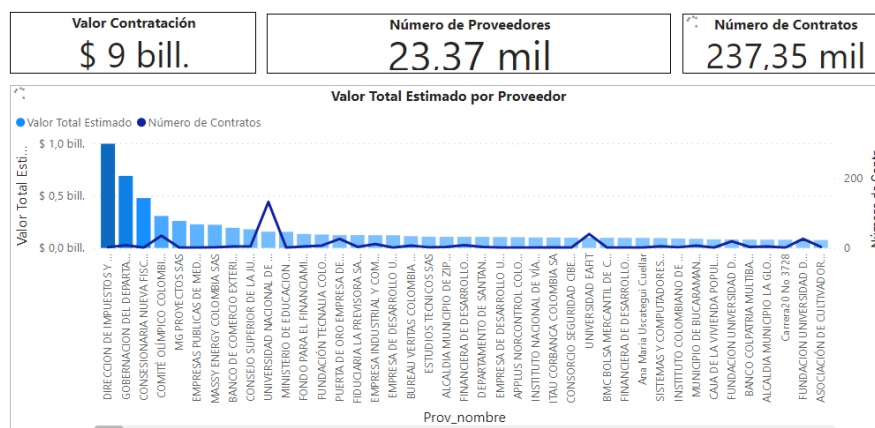 Valor Contratación
$ 9 bill.
Número de Proveedores
23,37 mil
Número de Contratos
237,35 mil
Valor Total Estimado por Proveedor
Valor Total Estimado Número de Contratos
Valor Total Esti...
$ 1,0 bill.
$ 0,5 bill.
$ 0,0 bill.
200
0
Número de Contr...
DIRECCION DE IMPUESTOS Y ...
GOBERNACION DEL DEPARTA...
CONSESIONARIA NUEVA FISC...
COMITÉ OLÍMPICO COLOMBI...
MG PROYECTOS SAS
EMPRESAS PUBLICAS DE MED...
MASSY ENERGY COLOMBIA SAS
BANCO DE COMERCIO EXTERI...
CONSEJO SUPERIOR DE LA JU...
UNIVERSIDAD NACIONAL DE ...
MINISTERIO DE EDUCACION ...
FONDO PARA EL FINANCIAMI...
FUNDACIÓN TECNALIA COLO...
PUERTA DE ORO EMPRESA DE...
FIDUCIARIA LA PREVISORA SA...
EMPRESA INDUSTRIAL Y COM...
EMPRESA DE DESARROLLO U...
BUREAU VERITAS COLOMBIA ...
ESTUDIOS TECNICOS SAS
ALCALDIA MUNICIPIO DE ZIP...
FINANCIERA DE DESARROLLO...
DEPARTAMENTO DE SANTAN...
EMPRESA DE DESARROLLO U...
APPLUS NORCONTROL COLO...
INSTITUTO NACIONAL DE VÍA...
ITAU CORBANCA COLOMBIA SA
CONSORCIO SEGURIDAD CIBE...
UNIVERSIDAD EAFIT
BMC BOLSA MERCANTIL DE C...
FINANCIERA DE DESARROLLO...
Ana Maria Uscategui Cuellar
SISTEMAS Y COMPUTADORES...
INSTITUTO COLOMBIANO DE ...
MUNICIPIO DE BUCARAMAN...
CAJA DE LA VIVIENDA POPUL...
FUNDACION UNIVERSIDAD D...
BANCO COLPATRIA MULTIBA...
ALCALDIA MUNICIPIO LA GLO...
Carrera20 No 3728
FUNDACION UNIVERSIDAD D...
ASOCIACIÓN DE CULTIVADOR...
Prov_nombre